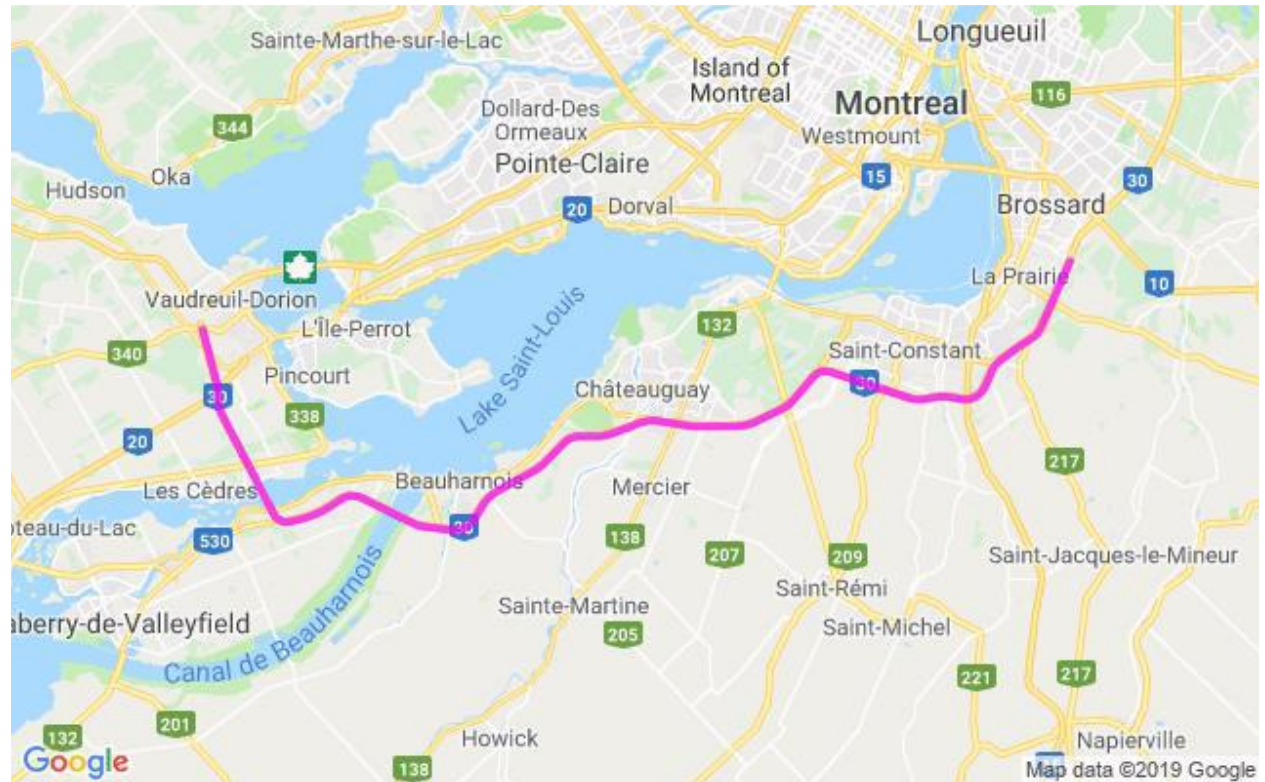 Sainte-Marthe-sur-le-Lac
Longueuil
Island of
Montreal
Montreal
116
Dollard-Des
Ormeaux
344
Westmount
Pointe-Claire
15
30
Oka
Hudson
20
Dorval
Brossard
La Prairie
10
Vaudreuil-Dorion
L'Île-Perrot
132
340
Lake Saint-Louis
Saint-Constant
Pincourt
30
Châteauguay
30
338
20
217
Les Cèdres
Beauharnois
Mercier
oteau-du-Lac
530
30
138
207
209
Saint-Jacques-le-Mineur
Canal de Beauharnois
Saint-Rémi
Sainte-Martine
aberry-de-Valleyfield
205
Saint-Michel
221
217
201
132
Howick
Napierville
Google
138
Map data ©2019 Google